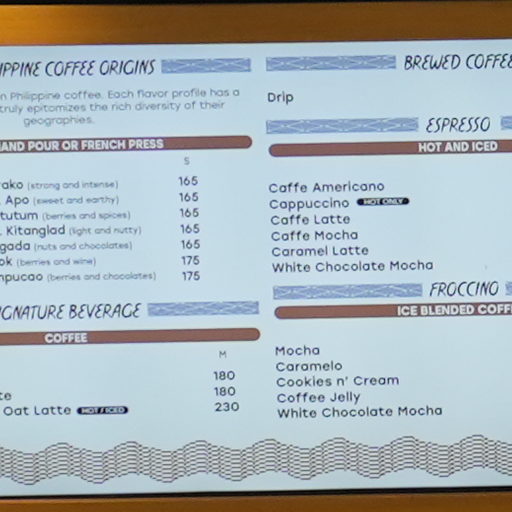 PPINE COFFEE ORIGINS
n Philippine coffee. Each flavor profile has a
truly epitomizes the rich diversity of their
geographies.
HAND POUR OR FRENCH PRESS
S
ako (strong and intense) 165
. Apo (sweet and earthy) 165
tutum (berries and spices) 165
. Kitanglad (light and nutty) 165
gada (nuts and chocolates) 165
ok (berries and wine) 175
mpucao (berries and chocolates) 175
IGNATURE BEVERAGE
COFFEE
M
180
te 180
Oat Latte HOT / ICED 230
BREWED COFFEE
Drip
ESPRESSO
HOT AND ICED
Caffe Americano
Cappuccino HOT ONLY
Caffe Latte
Caffe Mocha
Caramel Latte
White Chocolate Mocha
FROCCINO
ICE BLENDED COFF
Mocha
Caramelo
Cookies n' Cream
Coffee Jelly
White Chocolate Mocha